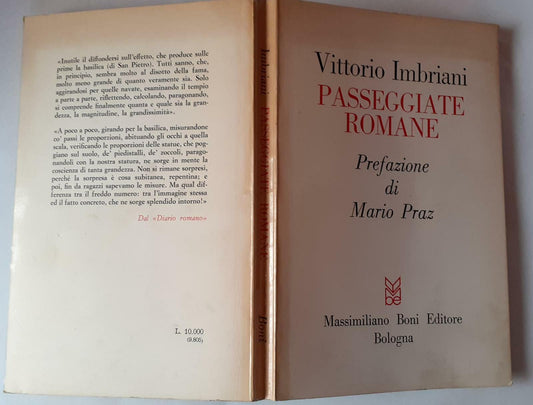 «Inutile il diffondersi sull'effetto, che produce sulle
prime la basilica (di San Pietro). Tutti sanno, che,
in principio, sembra molto al disotto della fama,
molto meno grande di quanto veramente sia. Solo
aggirandosi per quelle navate, esaminando il tempio
a parte a parte, riflettendo, calcolando, paragonando,
si comprende finalmente quanta e quale sia la gran-
dezza, la magnitudine, la grandissimità».
«A poco a poco, girando per la basilica, misurandone
co' passi le proporzioni, abituando gli occhi a quella
scala, verificando le proporzioni delle statue, che pog-
giano sul suolo, de' piedistalli, de' zoccoli, parago-
nandoli con la nostra statura, ne sorge in mente la
coscienza di tanta grandezza. Non si rimane sorpresi,
perché la sorpresa è cosa subitanea, repentina; e
poi, fin da ragazzi sapevamo le misure. Ma qual diffe-
renza tra il freddo numero: tra l'immagine stessa
ed il fatto concreto, che ne sorge splendido intorno!»
Dal «Diario romano»
L. 10.000
(9.605)
Imbriani PASSEGGIATE ROMANE Boni
Vittorio Imbriani
PASSEGGIATE
ROMANE
Prefazione
di
Mario Praz
Massimiliano Boni Editore
Bologna